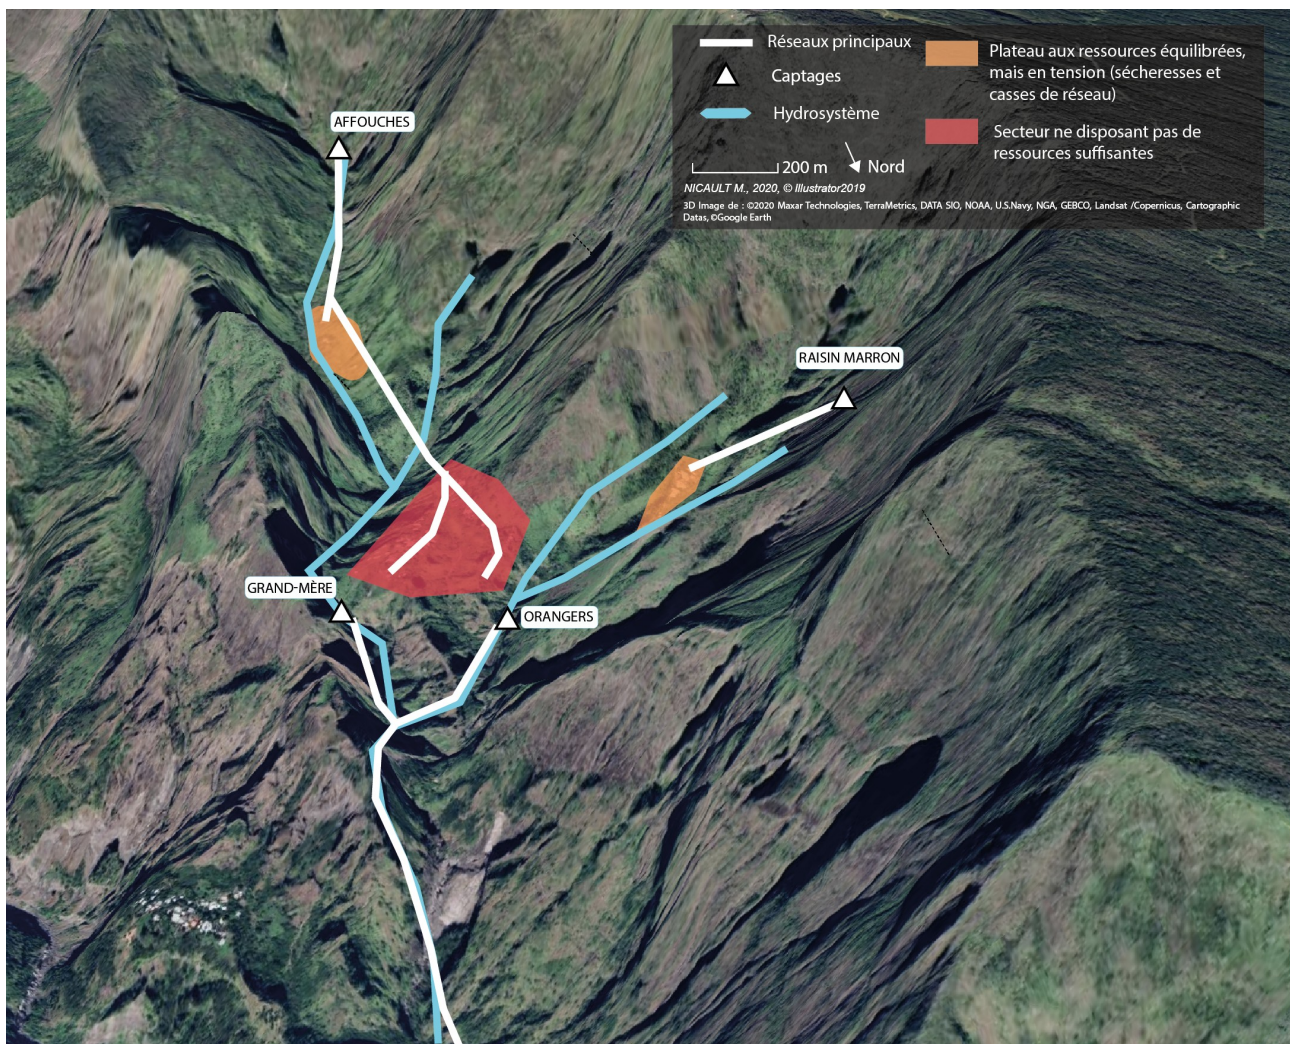 Réseaux principaux
Captages
Hydrosystème
200 m
Nord
Plateau aux ressources équilibrées,
mais en tension (sécheresses et
casses de réseau)
Secteur ne disposant pas de
ressources suffisantes
NICAULT M., 2020, © Illustrator2019
3D Image de : ©2020 Maxar Technologies, TerraMetrics, DATA SIO, NOAA, U.S.Navy, NGA, GEBCO, Landsat /Copernicus, Cartographic
Datas, ©Google Earth
AFFOUCHES
RAISIN MARRON
GRAND-MÈRE
ORANGERS